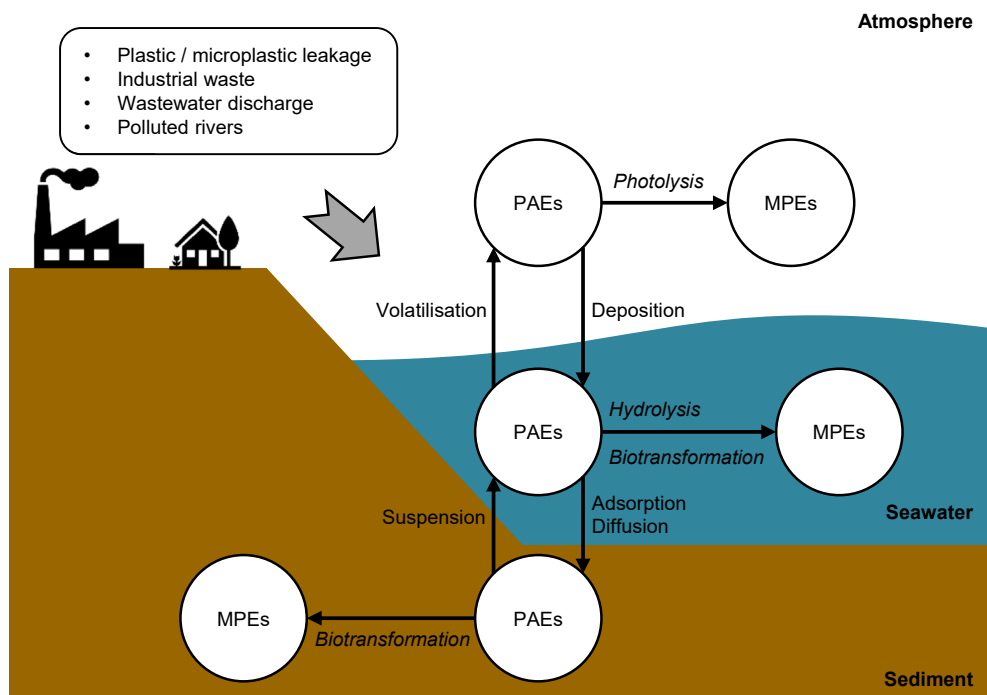 Atmosphere
• Plastic / microplastic leakage
• Industrial waste
• Wastewater discharge
• Polluted rivers
PAEs
Photolysis
MPEs
Volatilisation
Deposition
PAEs
Hydrolysis
Biotransformation
MPEs
Suspension
Adsorption
Diffusion
Seawater
MPEs
Biotransformation
PAEs
Sediment